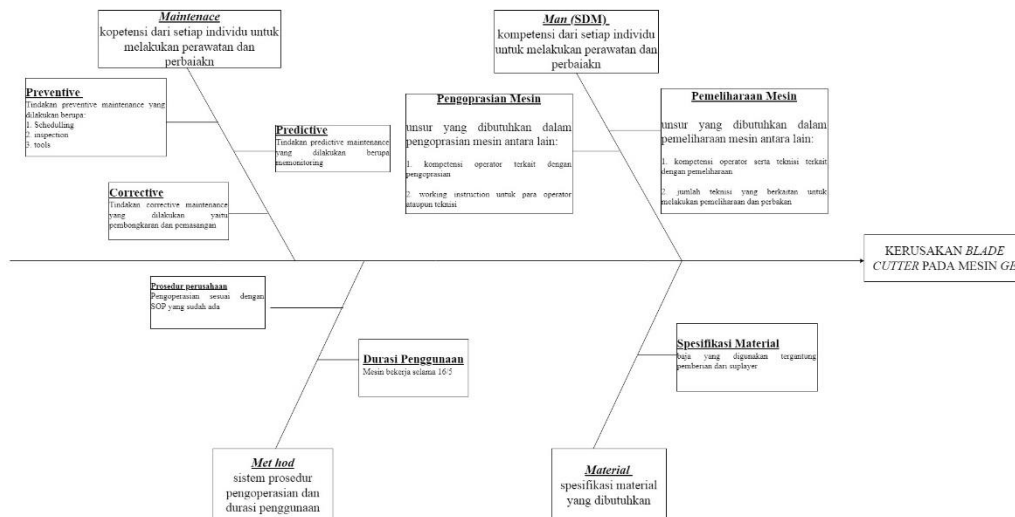 Maintenace
kopetensi dari setiap individu untuk
melakukan perawatan dan
perbaiakn
Man (SDM)
kompetensi dari setiap individu
untuk melakukan perawatan dan
perbaiakn
Preventive
Tindakan preventive maintenance yang
dilakukan berupa:
1. Schedulling
2. inspection
3. tools
Predictive
Tindakan predictive maintenance
yang dilakukan berupa
memonitoring
Corrective
Tindakan corrective maintenance
yang dilakukan yaitu
pembongkaran dan pemasangan
Pengoprasian Mesin
unsur yang dibutuhkan dalam
pengoprasian mesin antara lain:
1. kompetensi operator terkait dengan
pengoprasian
2. working instruction untuk para operator
ataupun teknisi
Pemeliharaan Mesin
unsur yang dibutuhkan dalam
pemeliharaan mesin antara lain:
1. kompetensi operator serta teknisi terkait
dengan pemeliharaan
2. jumlah teknisi yang berkaitan untuk
melakukan pemeliharaan dan perbakan
KERUSAKAN BLADE
CUTTER PADA MESIN GE
Prosedur perusahaan
Pengoperasian sesuai dengan
SOP yang sudah ada
Durasi Penggunaan
Mesin bekerja selama 16/5
Spesifikasi Material
baja yang digunakan tergantung
pemberian dari suplayer
Met hod
sistem prosedur
pengoperasian dan
durasi penggunaan
Material
spesifikasi material
yang dibutuhkan